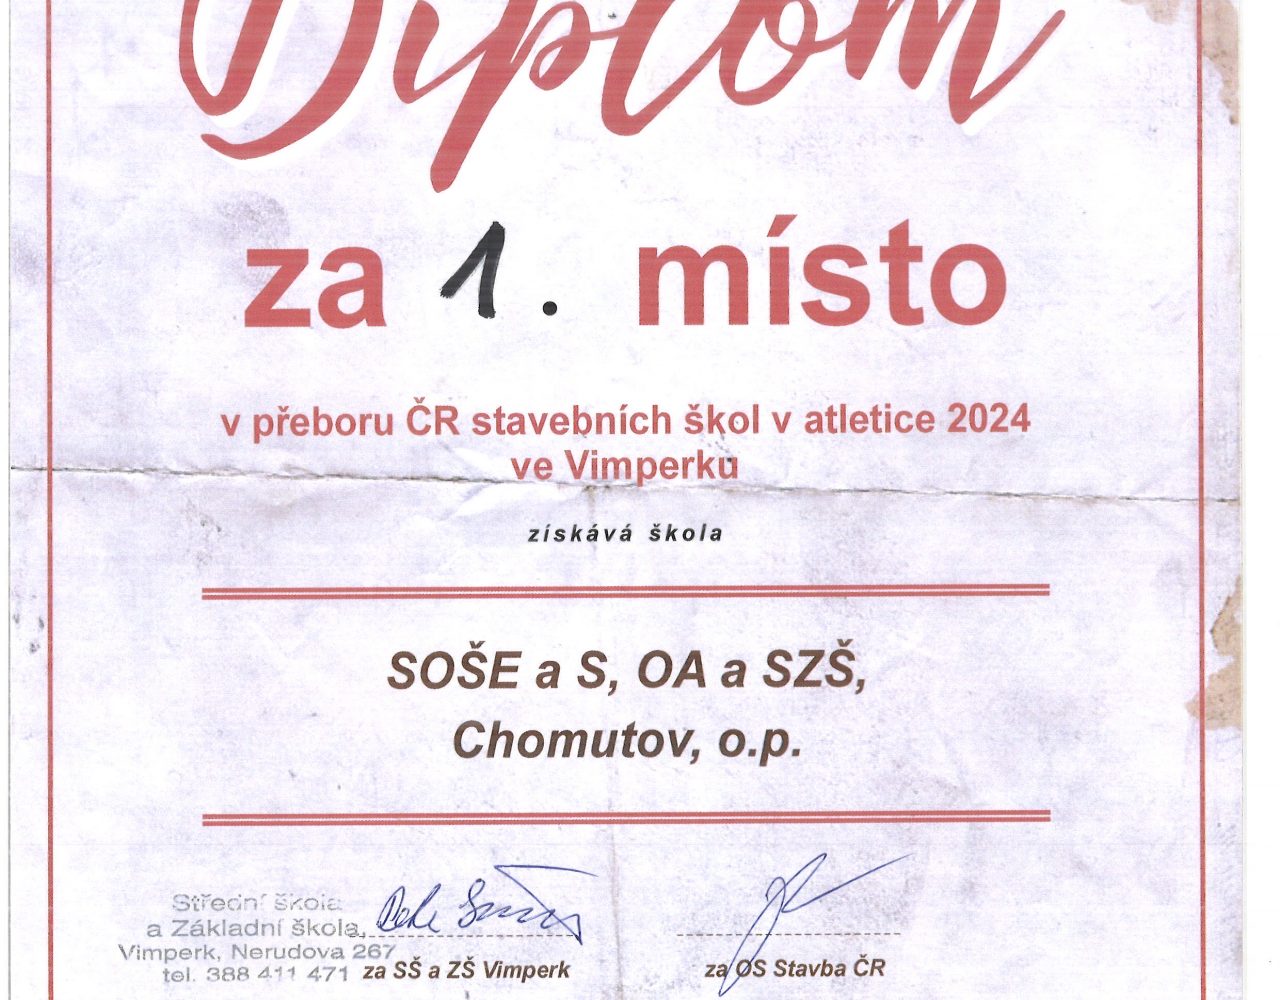 Diplom
za 1. místo
v přeboru ČR stavebních škol v atletice 2024
ve Vimperku
získává škola
SOŠE a S, OA a SZŠ,
Chomutov, o.p.
Střední škola
a Základní škola,
Vimperk, Nerudova 267
tel. 388 411 471
za SŠ a ZŠ Vimperk
za OS Stavba ČR